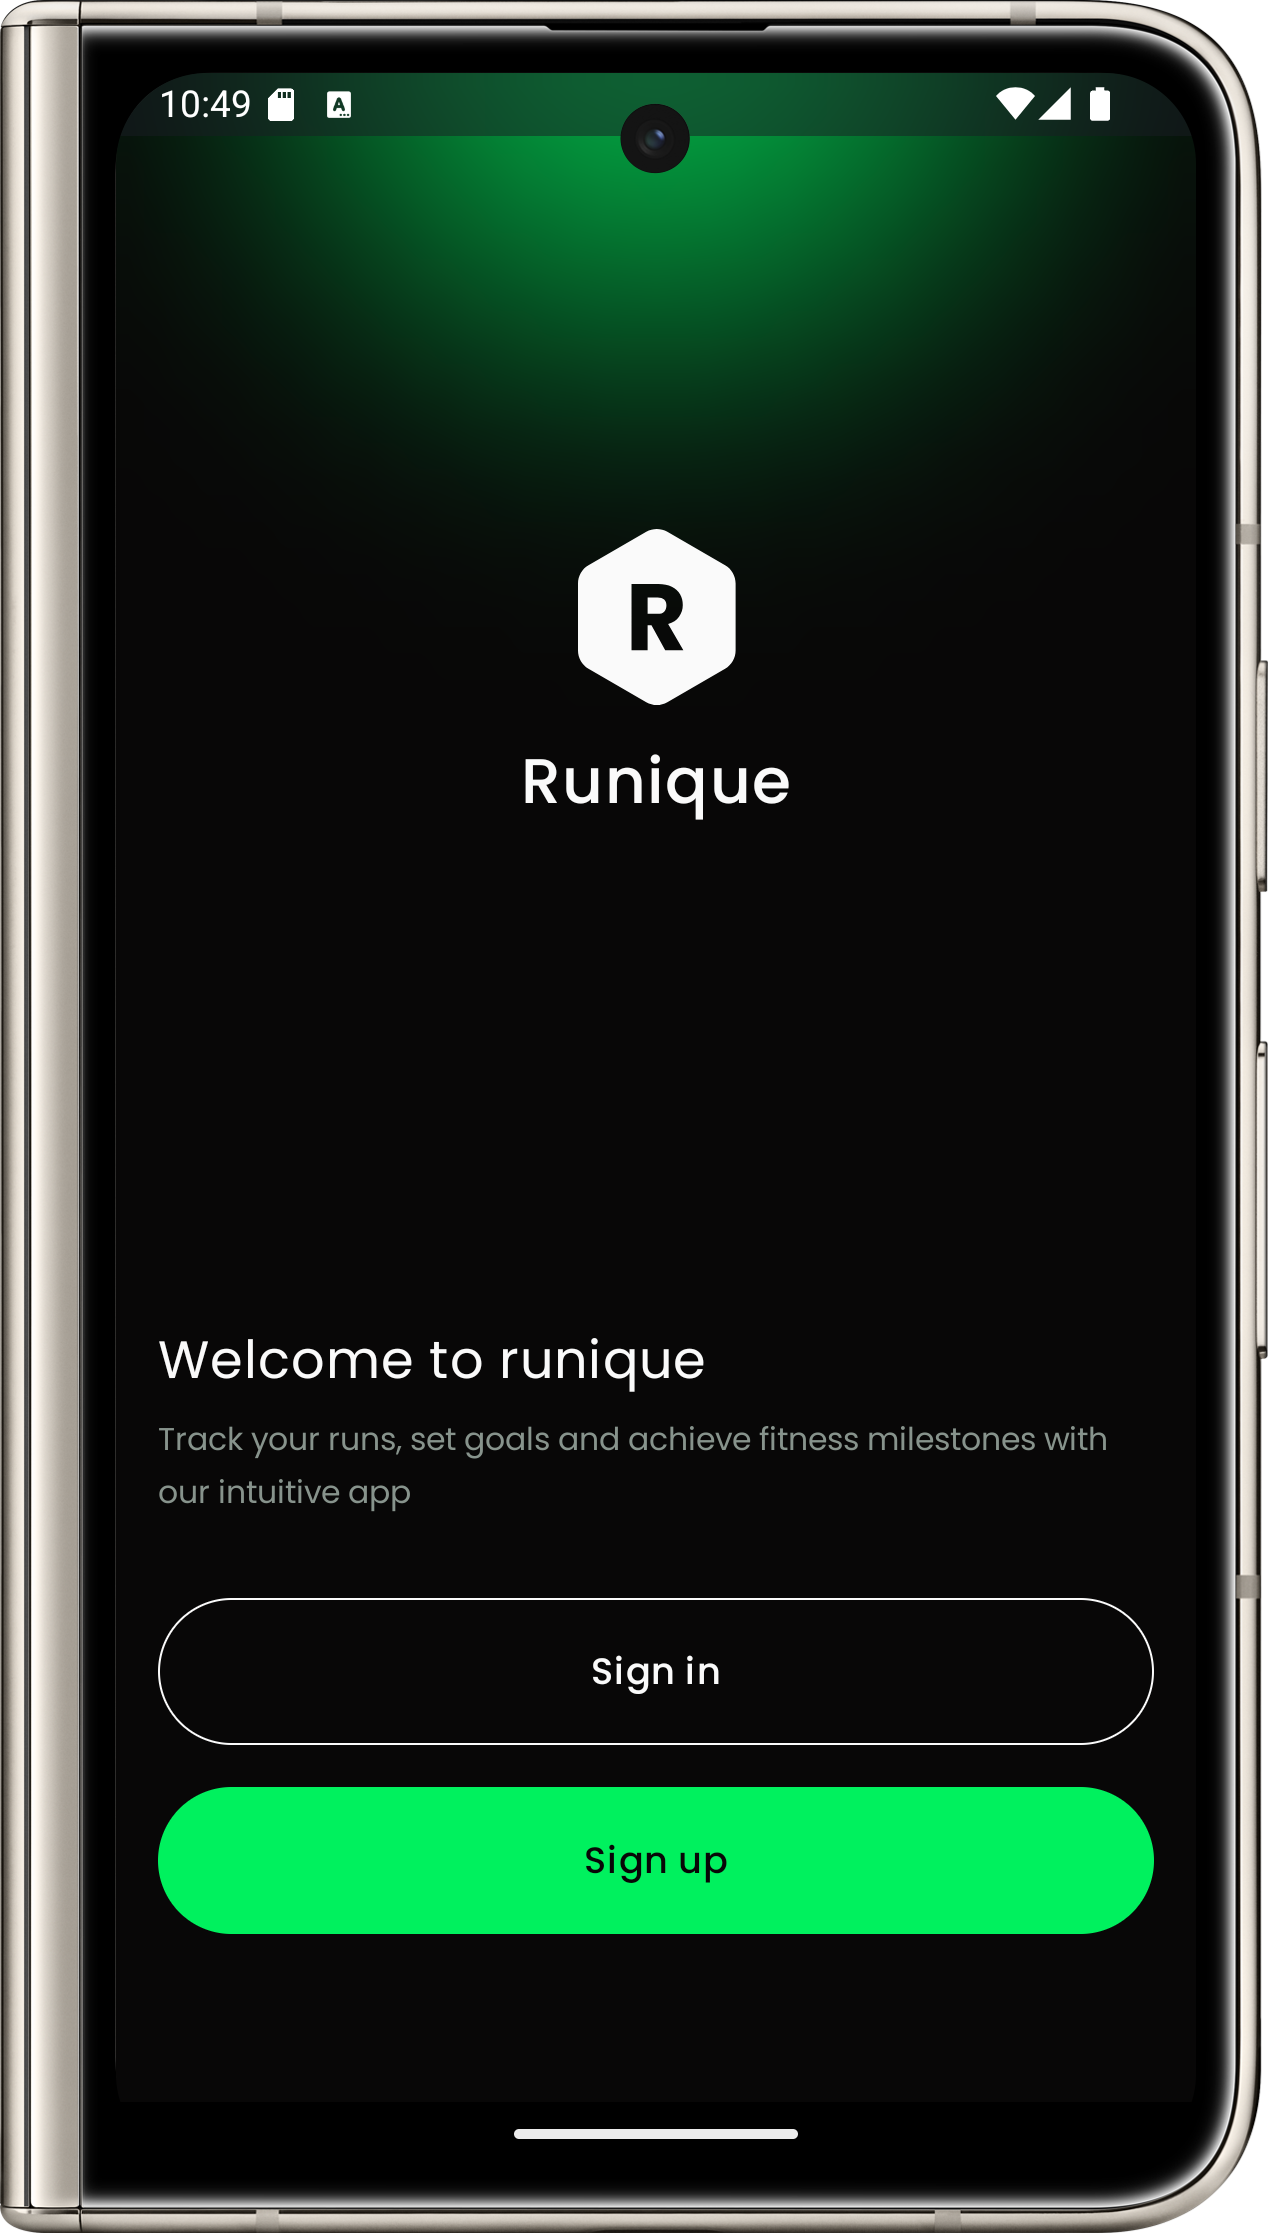 10:49
R
Runique
Welcome to runique
Track your runs, set goals and achieve fitness milestones with
our intuitive app
Sign in
Sign up